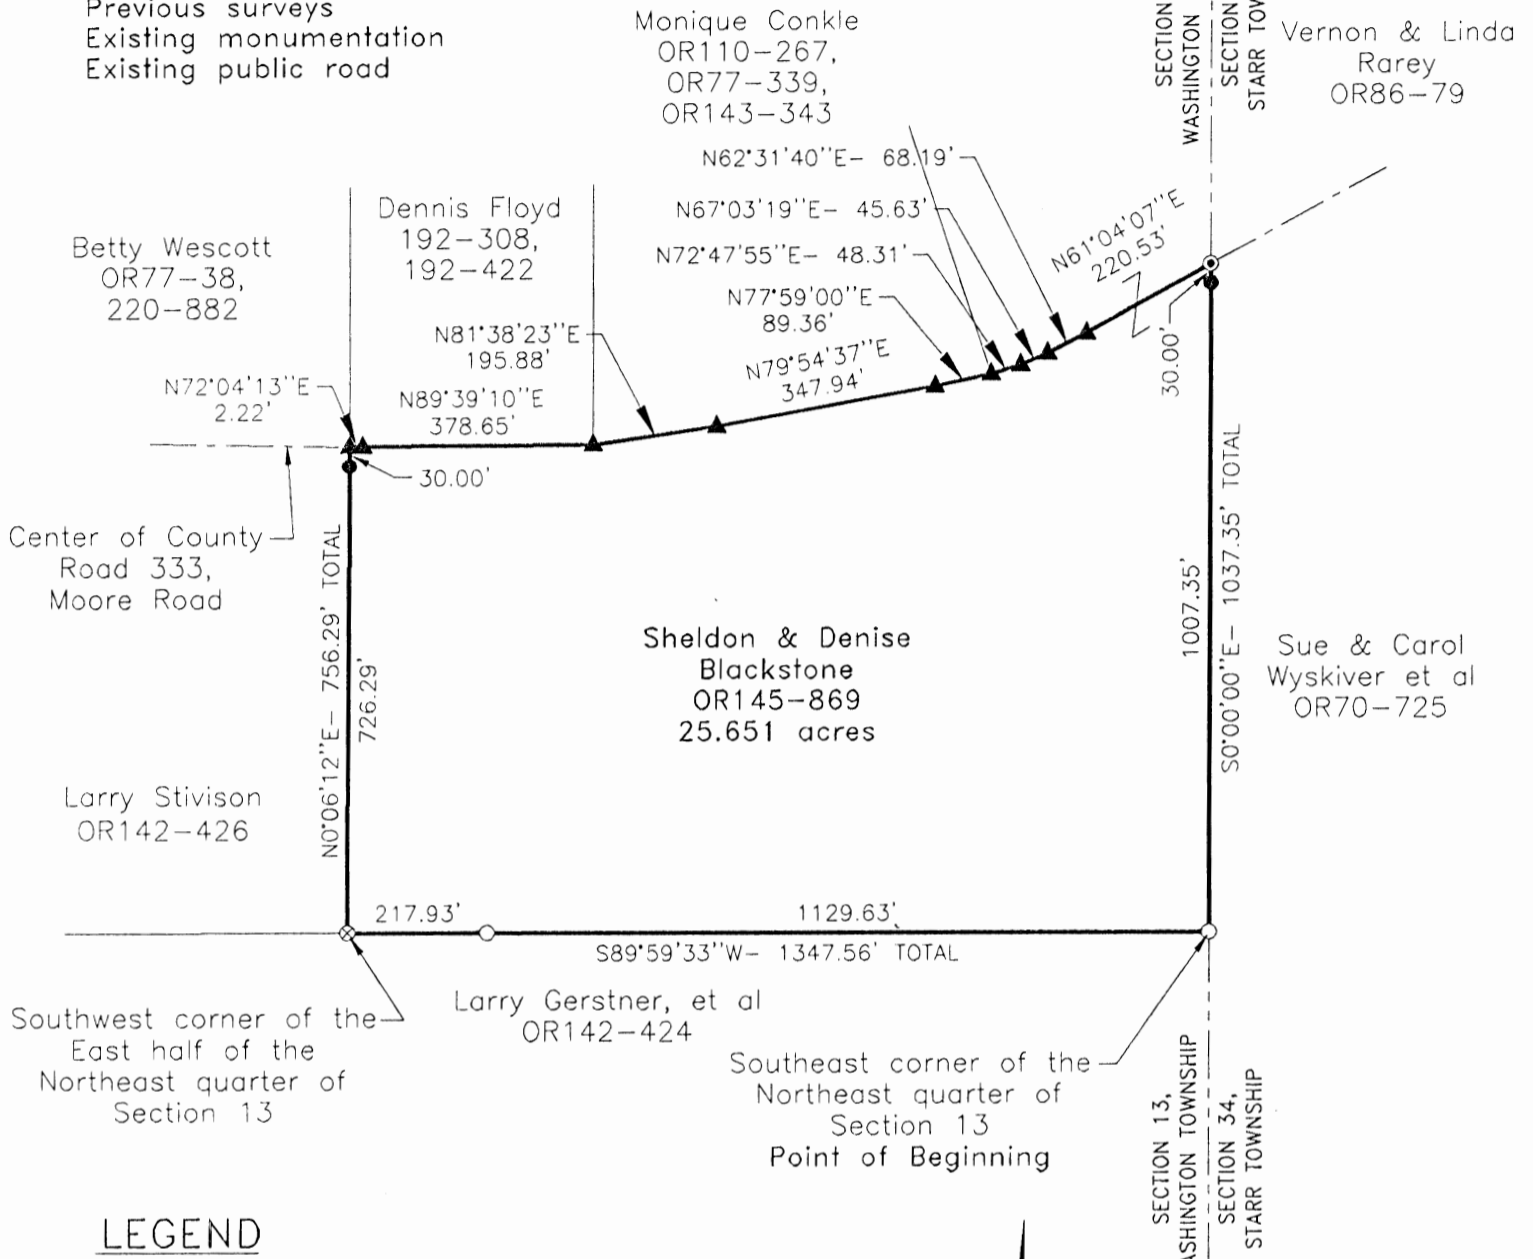 Previous surveys
Existing monumentation
Existing public road
Monique Conkle
OR110-267,
OR77-339,
OR143-343
SECTION
WASHINGTON
SECTION
Vernon & Linda
Rarey
OR86-79
N62°31'40"E- 68.19'
N67°03'19"E- 45.63'
N72°47'55"E- 48.31'
N77°59'00"E
89.36'
N79°54'37"E
347.94'
N61°04'07"E
220.53'
30.00'
Dennis Floyd
192-308,
192-422
Betty Wescott
OR77-38,
220-882
N81°38'23"E
195.88'
N72°04'13"E
2.22'
N89°39'10"E
378.65'
30.00'
Center of County
Road 333,
Moore Road
N0°06'12"E- 756.29' TOTAL
726.29'
Sheldon & Denise
Blackstone
OR145-869
25.651 acres
1007.35'
S0°00'00"E- 1037.35' TOTAL
Sue & Carol
Wyskiver et al
OR70-725
Larry Stivison
OR142-426
217.93'
1129.63'
S89°59'33"W- 1347.56' TOTAL
Larry Gerstner, et al
OR142-424
Southwest corner of the
East half of the
Northeast quarter of
Section 13
Southeast corner of the
Northeast quarter of
Section 13
Point of Beginning
SECTION 13,
ASHINGTON TOWNSHIP
SECTION 34,
STARR TOWNSHIP
LEGEND